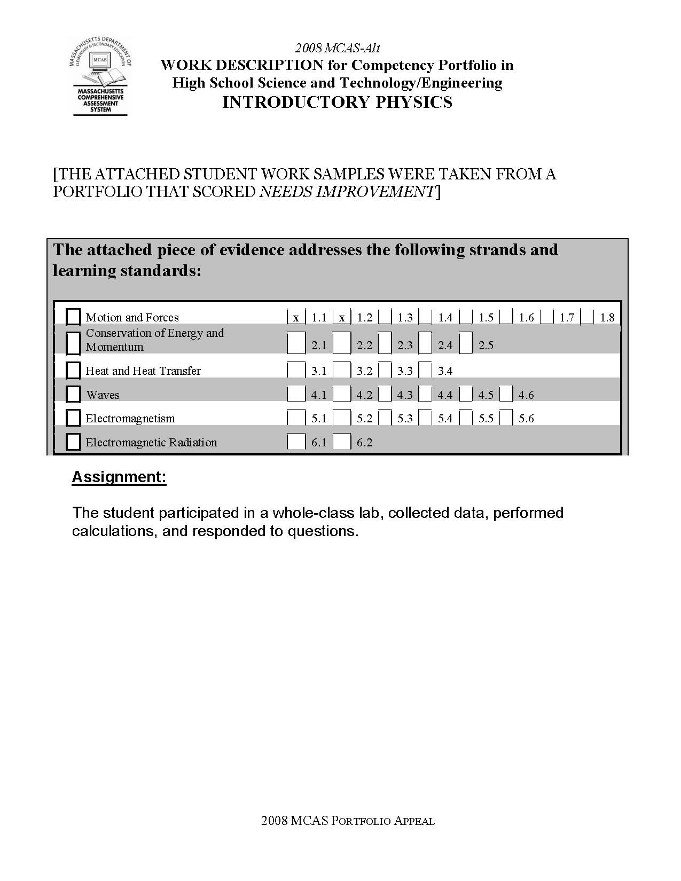 MASSACHUSETTS DEPARTMENT OF
ELEMENTARY & SECONDARY EDUCATION
MCAS
MASSACHUSETTS
COMPREHENSIVE
ASSESSMENT
SYSTEM
2008 MCAS-Alt
WORK DESCRIPTION for Competency Portfolio in
High School Science and Technology/Engineering
INTRODUCTORY PHYSICS
[THE ATTACHED STUDENT WORK SAMPLES WERE TAKEN FROM A
PORTFOLIO THAT SCORED NEEDS IMPROVEMENT]
The attached piece of evidence addresses the following strands and
learning standards:
Motion and Forces x 1.1 x 1.2 1.3 1.4 1.5 1.6 1.7 1.8
Conservation of Energy and
Momentum 2.1 2.2 2.3 2.4 2.5
Heat and Heat Transfer 3.1 3.2 3.3 3.4
Waves 4.1 4.2 4.3 4.4 4.5 4.6
Electromagnetism 5.1 5.2 5.3 5.4 5.5 5.6
Electromagnetic Radiation 6.1 6.2
Assignment:
The student participated in a whole-class lab, collected data, performed
calculations, and responded to questions.
2008 MCAS PORTFOLIO APPEAL